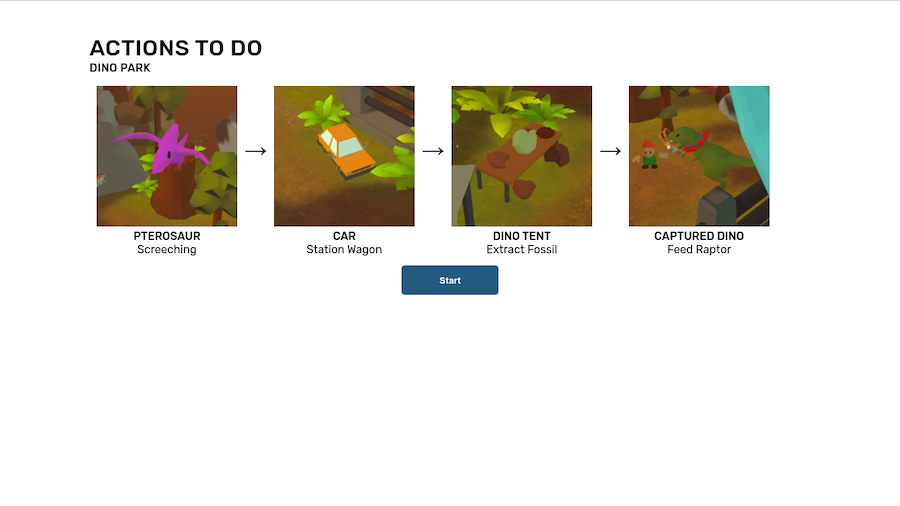 ACTIONS TO DO
DINO PARK
PTEROSAUR
Screeching
CAR
Station Wagon
DINO TENT
Extract Fossil
CAPTURED DINO
Feed Raptor
Start